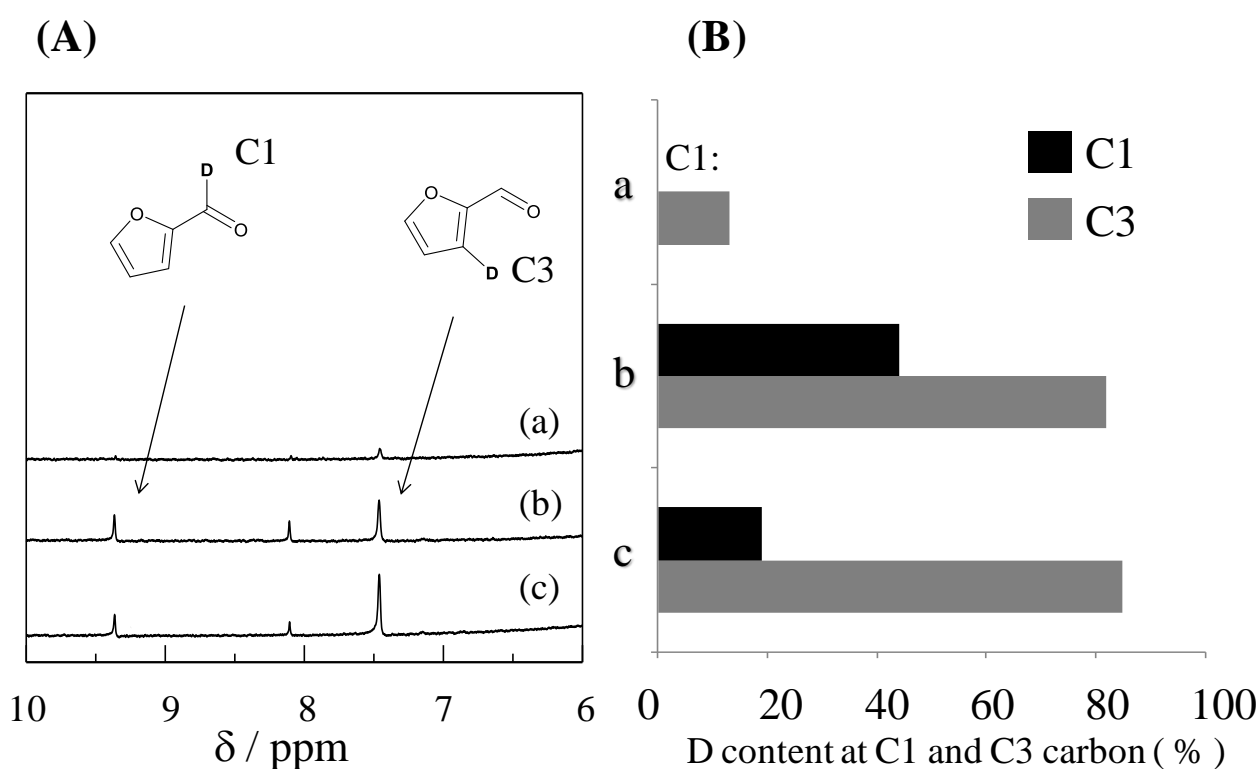 (A)
D C1
O
O
O
O
D C3
(a)
(b)
(c)
10 9 8 7 6
δ / ppm
(B)
C1:
C1
C3
a
b
c
0 20 40 60 80 100
D content at C1 and C3 carbon ( % )